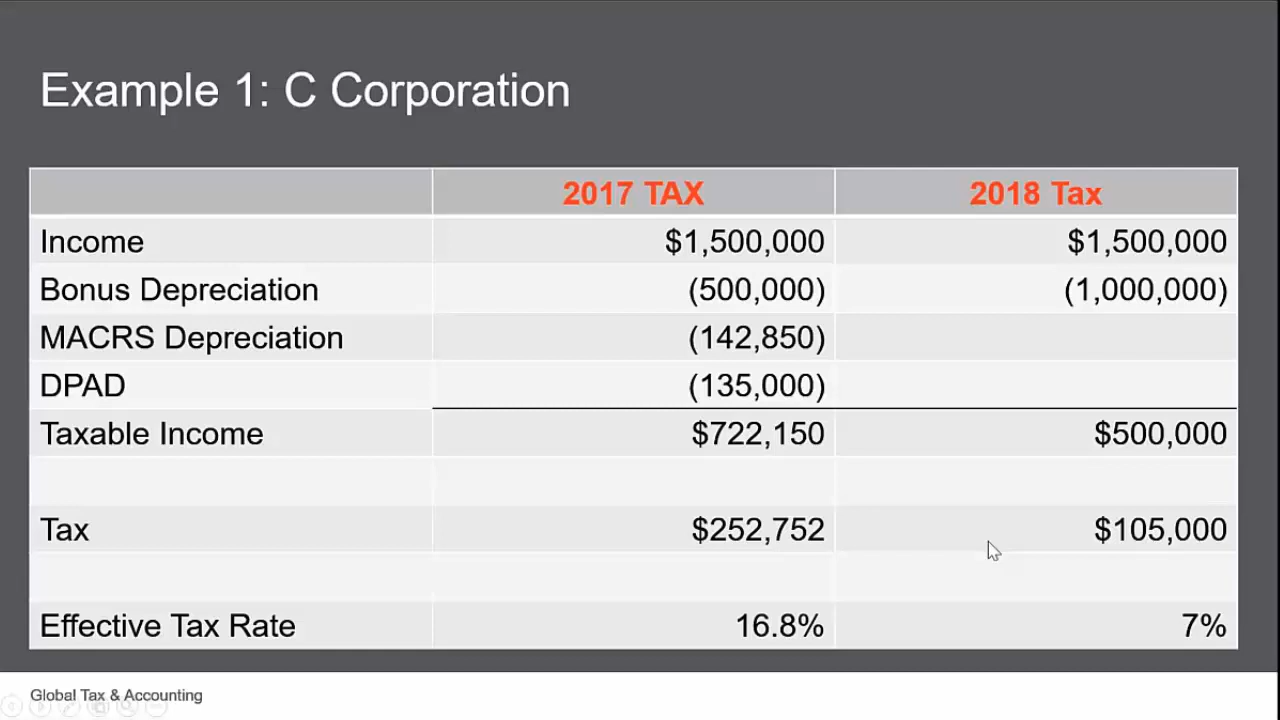 Example 1: C Corporation
2017 TAX 2018 Tax
Income $1,500,000 $1,500,000
Bonus Depreciation (500,000) (1,000,000)
MACRS Depreciation (142,850)
DPAD (135,000)
Taxable Income $722,150 $500,000
Tax $252,752 $105,000
Effective Tax Rate 16.8% 7%
Global Tax & Accounting